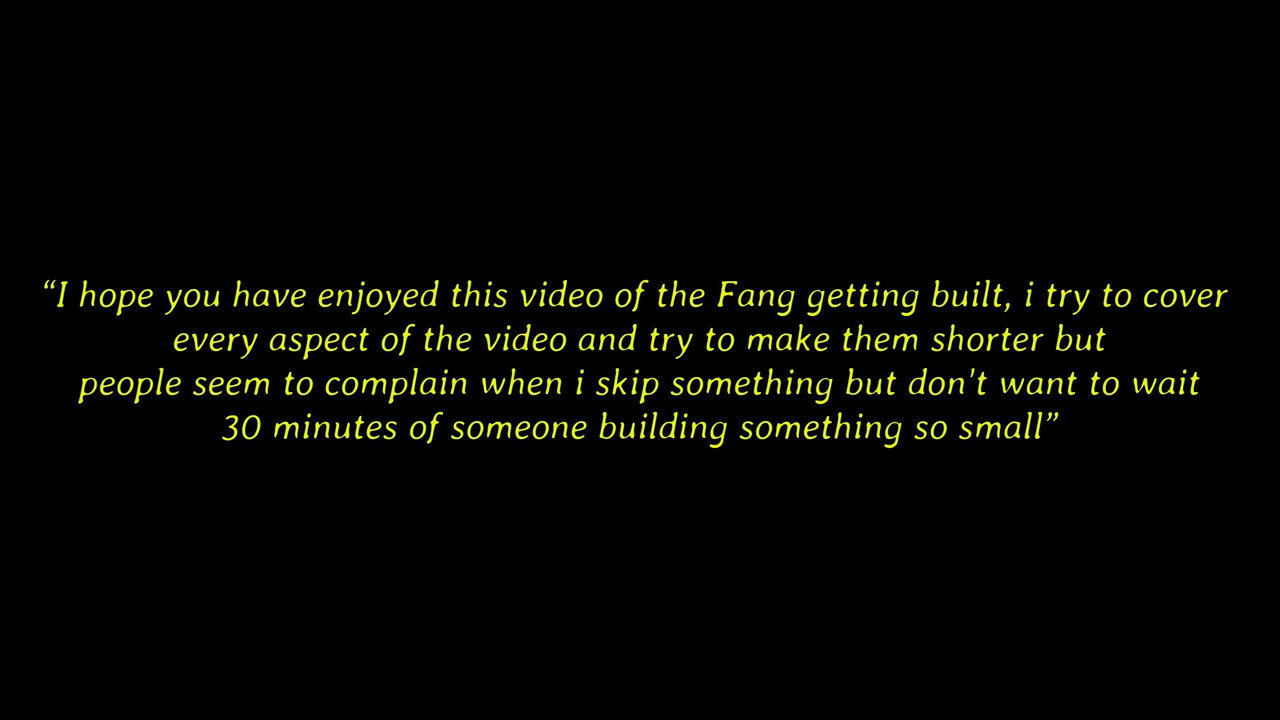 “I hope you have enjoyed this video of the Fang getting built, i try to cover
every aspect of the video and try to make them shorter but
people seem to complain when i skip something but don't want to wait
30 minutes of someone building something so small”